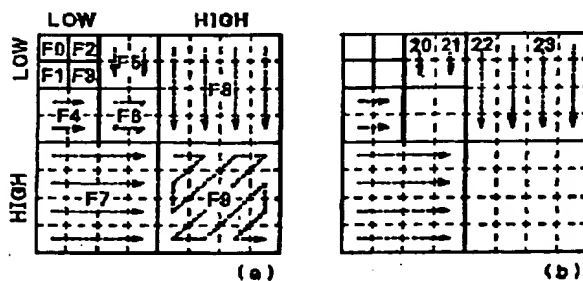 LOW HIGH
LOW
HIGH
F0 F2
F1 F3
F5
F8
F4 F6
F7
F9
(a)
20 21 22 23
(b)